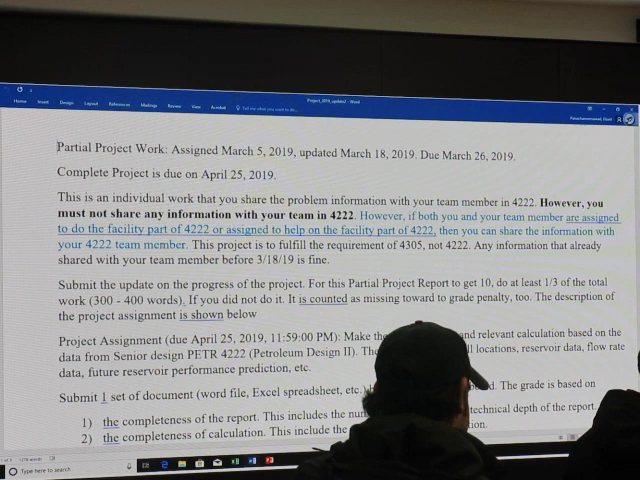 Project_2019_update2 - Word
Home Insert Design Layout References Mailings Review View Acrobat Tell me what you want to do...
Partial Project Work: Assigned March 5, 2019, updated March 18, 2019. Due March 26, 2019.
Complete Project is due on April 25, 2019.
This is an individual work that you share the problem information with your team member in 4222. However, you
must not share any information with your team in 4222. However, if both you and your team member are assigned
to do the facility part of 4222 or assigned to help on the facility part of 4222, then you can share the information with
your 4222 team member. This project is to fulfill the requirement of 4305, not 4222. Any information that already
shared with your team member before 3/18/19 is fine.
Submit the update on the progress of the project. For this Partial Project Report to get 10, do at least 1/3 of the total
work (300 - 400 words). If you did not do it. It is counted as missing toward to grade penalty, too. The description of
the project assignment is shown below
Project Assignment (due April 25, 2019, 11:59:00 PM): Make the and relevant calculation based on the
data from Senior design PETR 4222 (Petroleum Design II). The ll locations, reservoir data, flow rate
data, future reservoir performance prediction, etc.
Submit 1 set of document (word file, Excel spreadsheet, etc.) d. The grade is based on
1) the completeness of the report. This includes the num technical depth of the report.
2) the completeness of calculation. This include the ion.
Type here to search